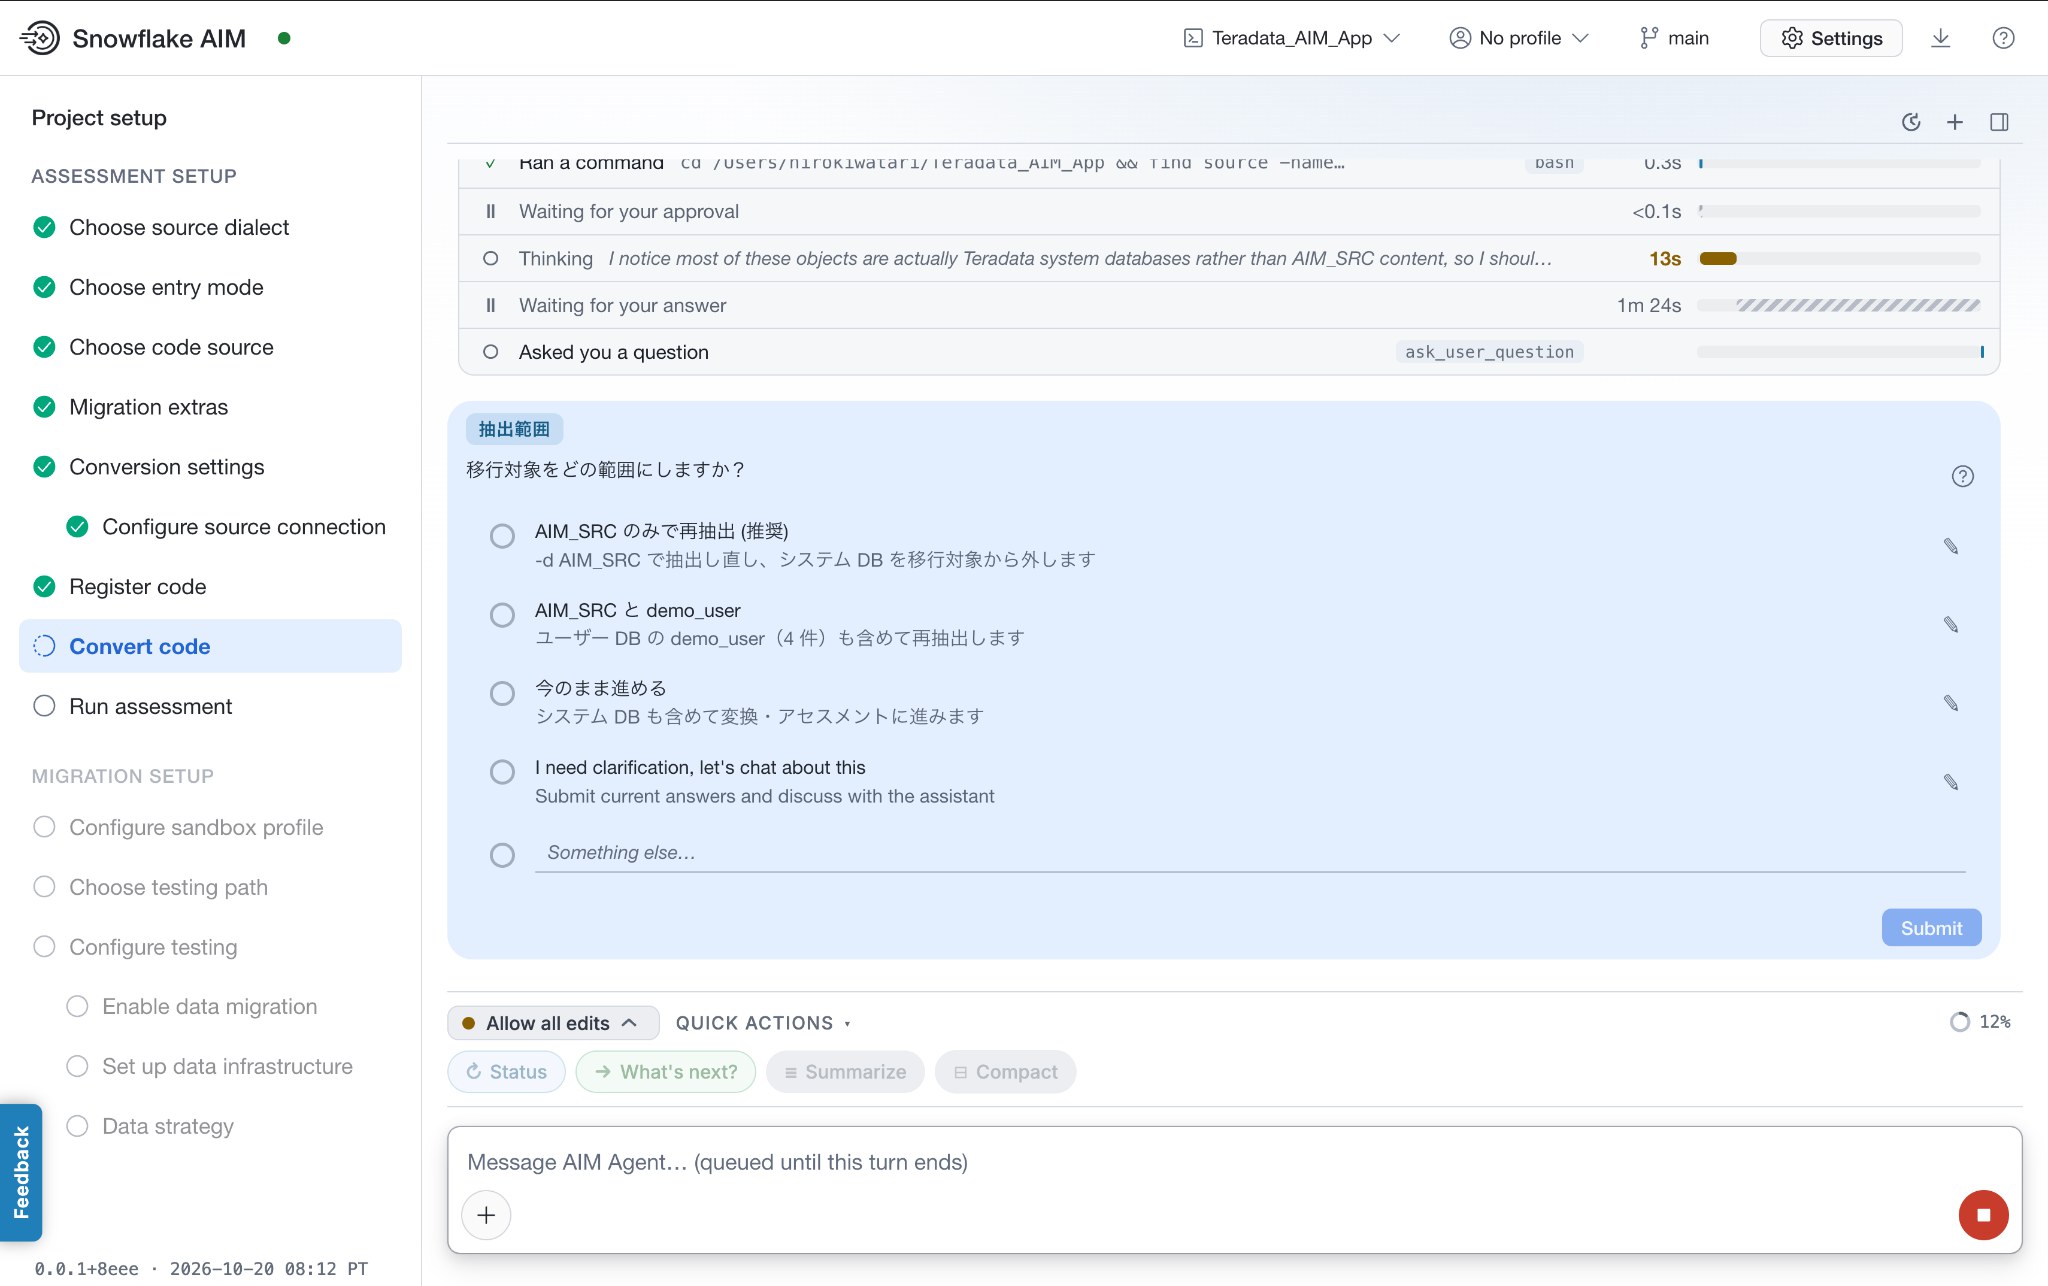 Snowflake AIM
Teradata_AIM_App
No profile
main
Settings
Project setup
ASSESSMENT SETUP
Choose source dialect
Choose entry mode
Choose code source
Migration extras
Conversion settings
Configure source connection
Register code
Convert code
Run assessment
MIGRATION SETUP
Configure sandbox profile
Choose testing path
Configure testing
Enable data migration
Set up data infrastructure
Data strategy
Feedback
0.0.1+8eee · 2026-10-20 08:12 PT
Ran a command cd /Users/hirokiwatari/Teradata_AIM_App && find source -name… bash 0.3s
Waiting for your approval <0.1s
Thinking I notice most of these objects are actually Teradata system databases rather than AIM_SRC content, so I shoul… 13s
Waiting for your answer 1m 24s
Asked you a question ask_user_question
抽出範囲
移行対象をどの範囲にしますか？
AIM_SRC のみで再抽出 (推奨)
-d AIM_SRC で抽出し直し、システム DB を移行対象から外します
AIM_SRC と demo_user
ユーザー DB の demo_user（4 件）も含めて再抽出します
今のまま進める
システム DB も含めて変換・アセスメントに進みます
I need clarification, let's chat about this
Submit current answers and discuss with the assistant
Something else…
Submit
Allow all edits
QUICK ACTIONS
12%
Status
What's next?
Summarize
Compact
Message AIM Agent… (queued until this turn ends)